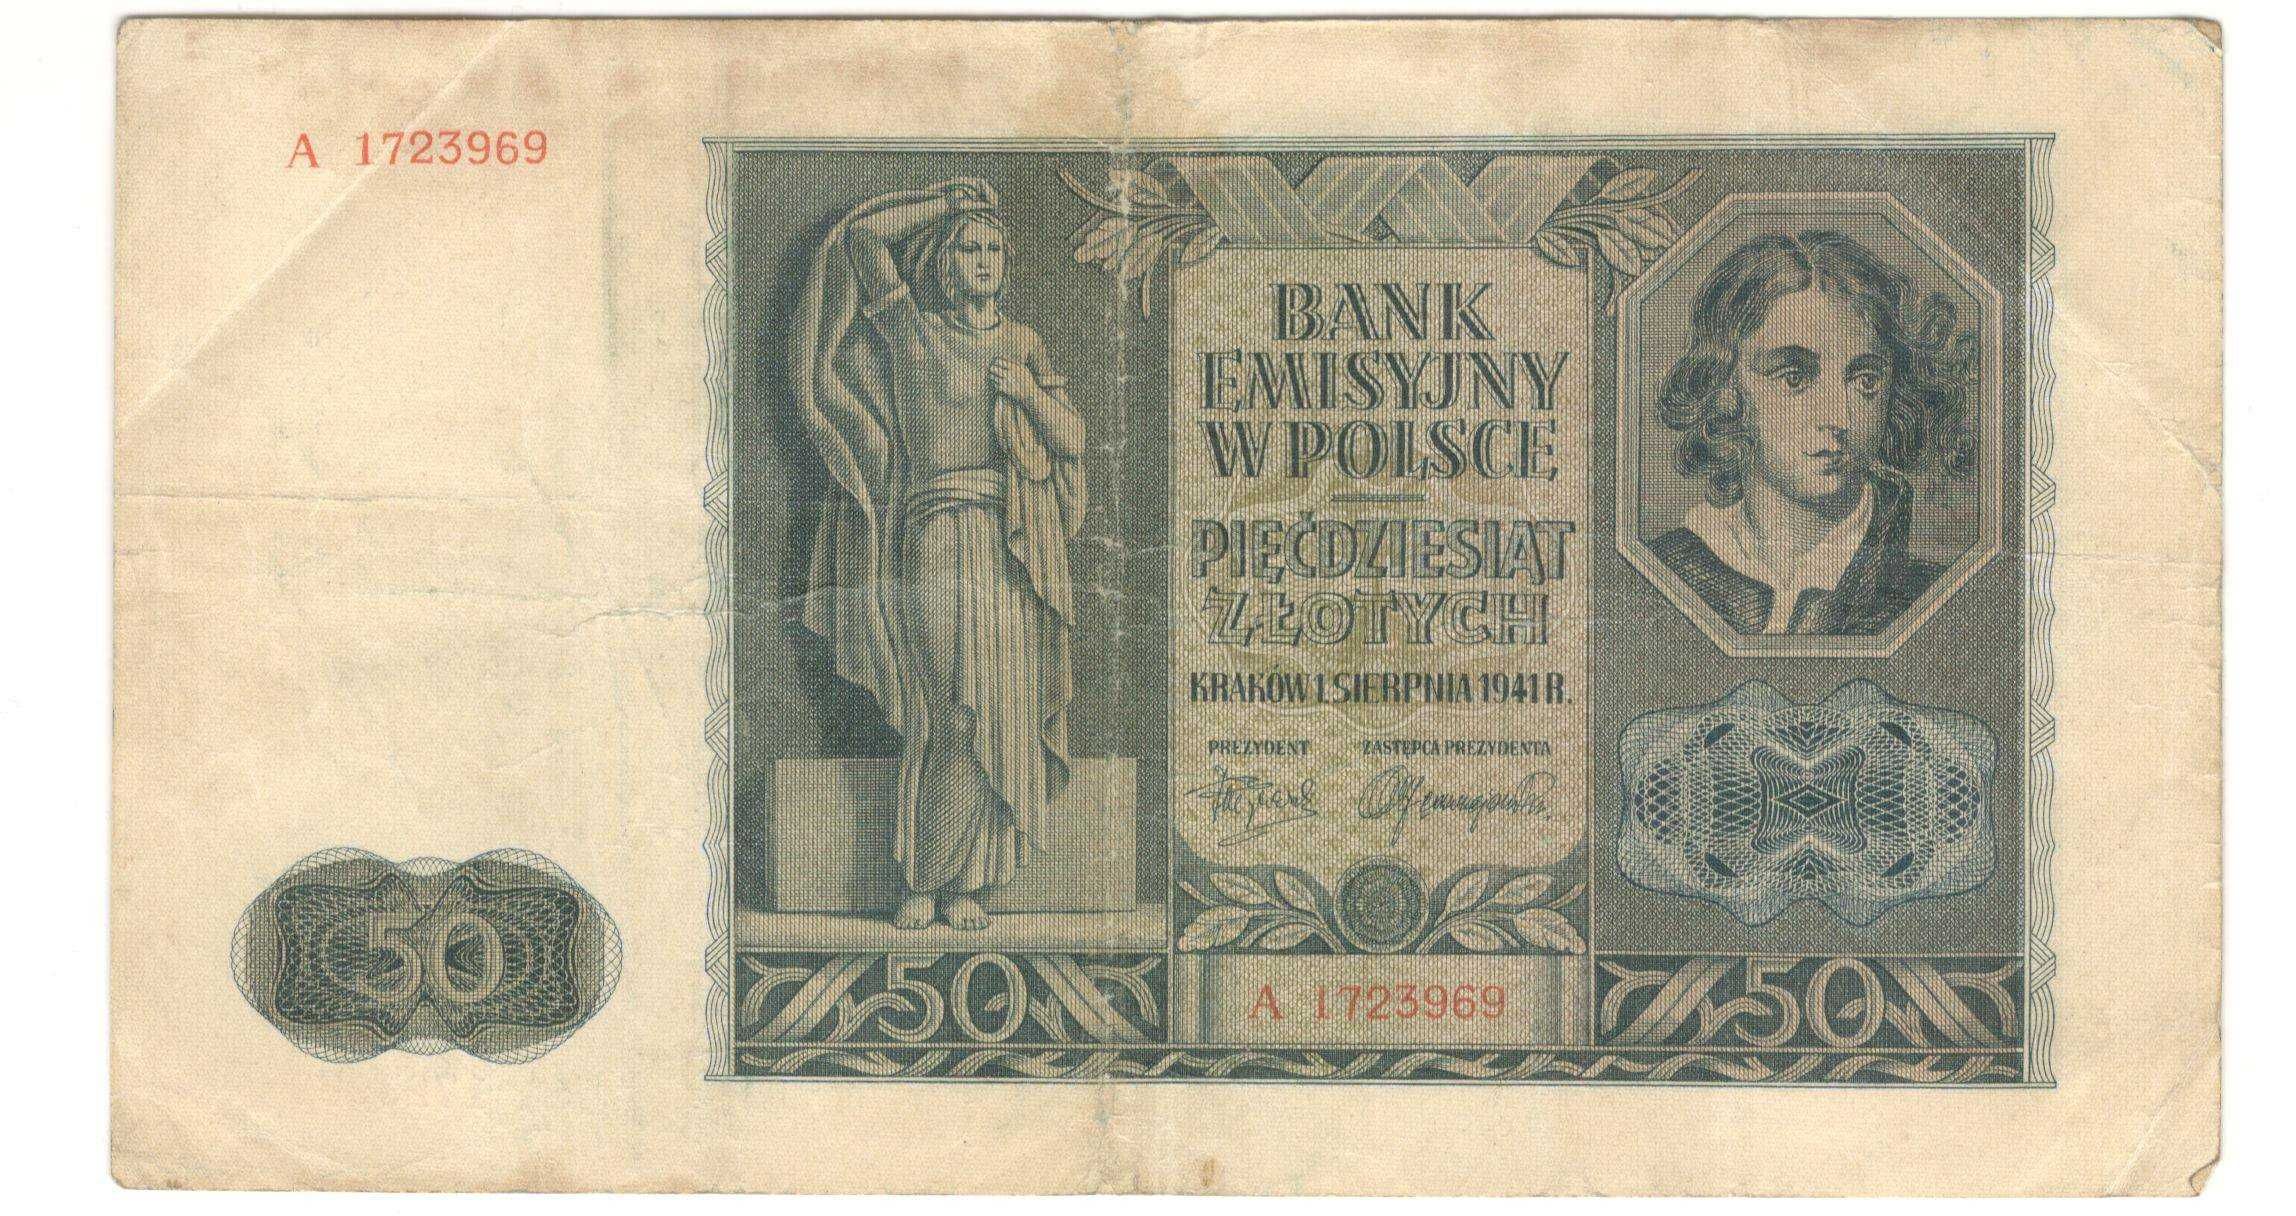 A 1723969
BANK
EMISYJNY
W POLSCE
PIĘĆDZIESIĄT
ZŁOTYCH
KRAKÓW 1. SIERPNIA 1941 R.
PREZYDENT ZASTĘPCA PREZYDENTA
50
50 A 1723969 50